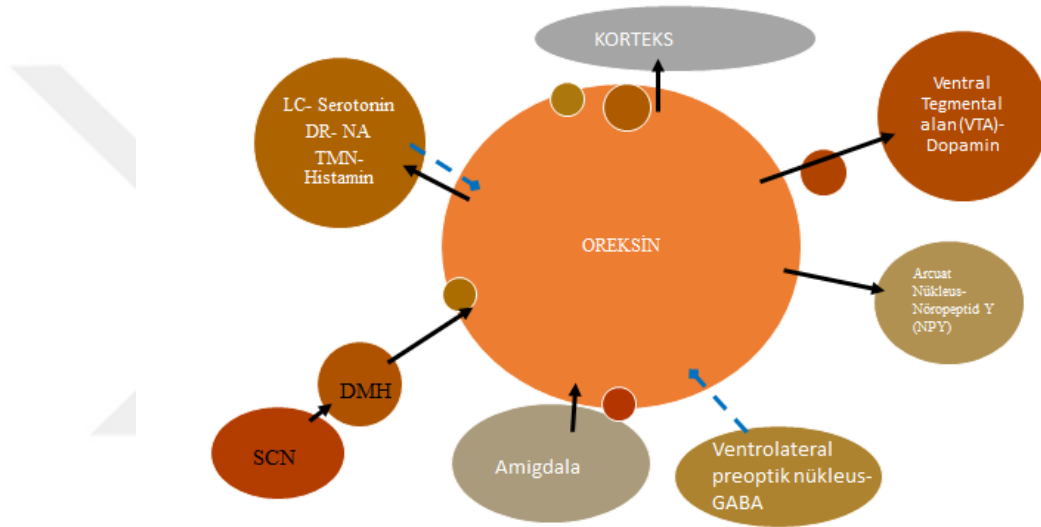 KORTEKS
LC- Serotonin
DR- NA
TMN-
Histamin
Ventral
Tegmental
alan(VTA)-
Dopamin
OREKSİN
Arcuat
Nükleus-
Nöropeptid Y
(NPY)
DMH
SCN
Amigdala
Ventrolateral
preoptik nükleus-
GABA